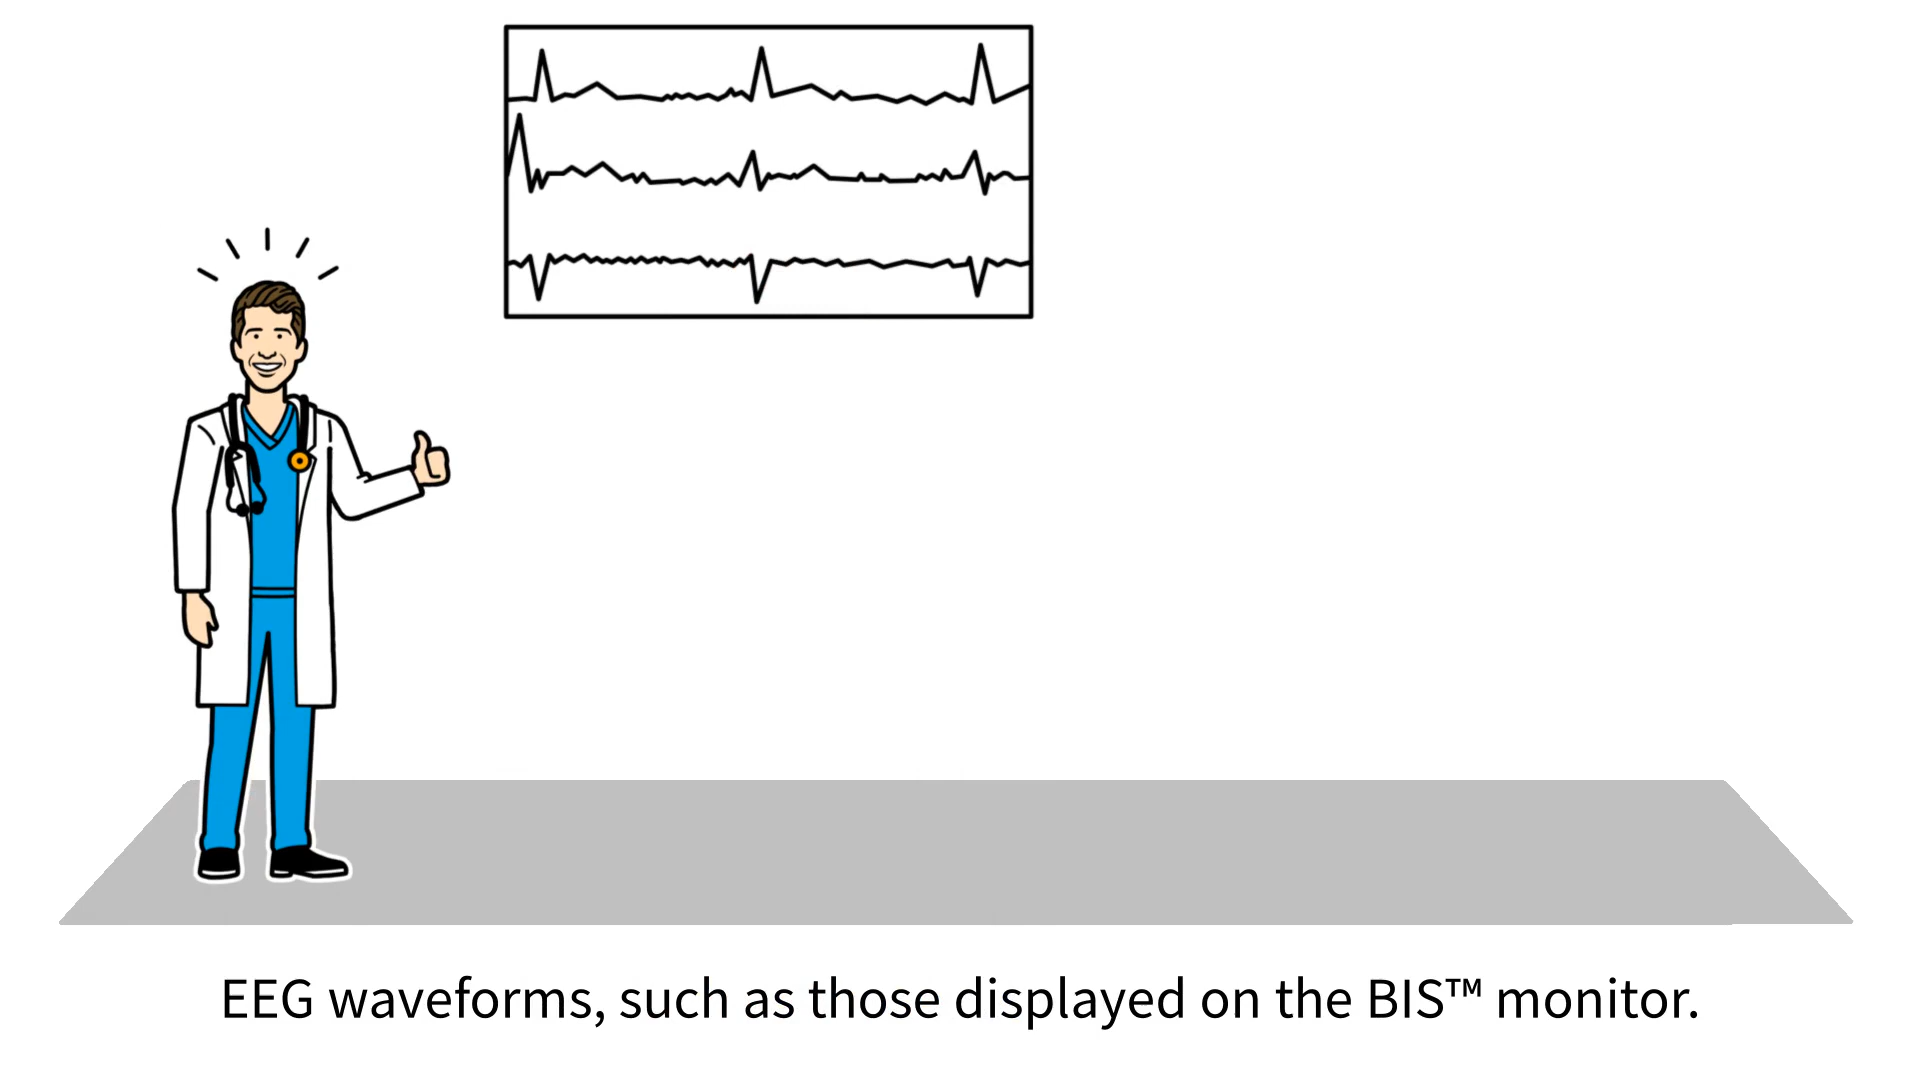 EEG waveforms, such as those displayed on the BIS™ monitor.